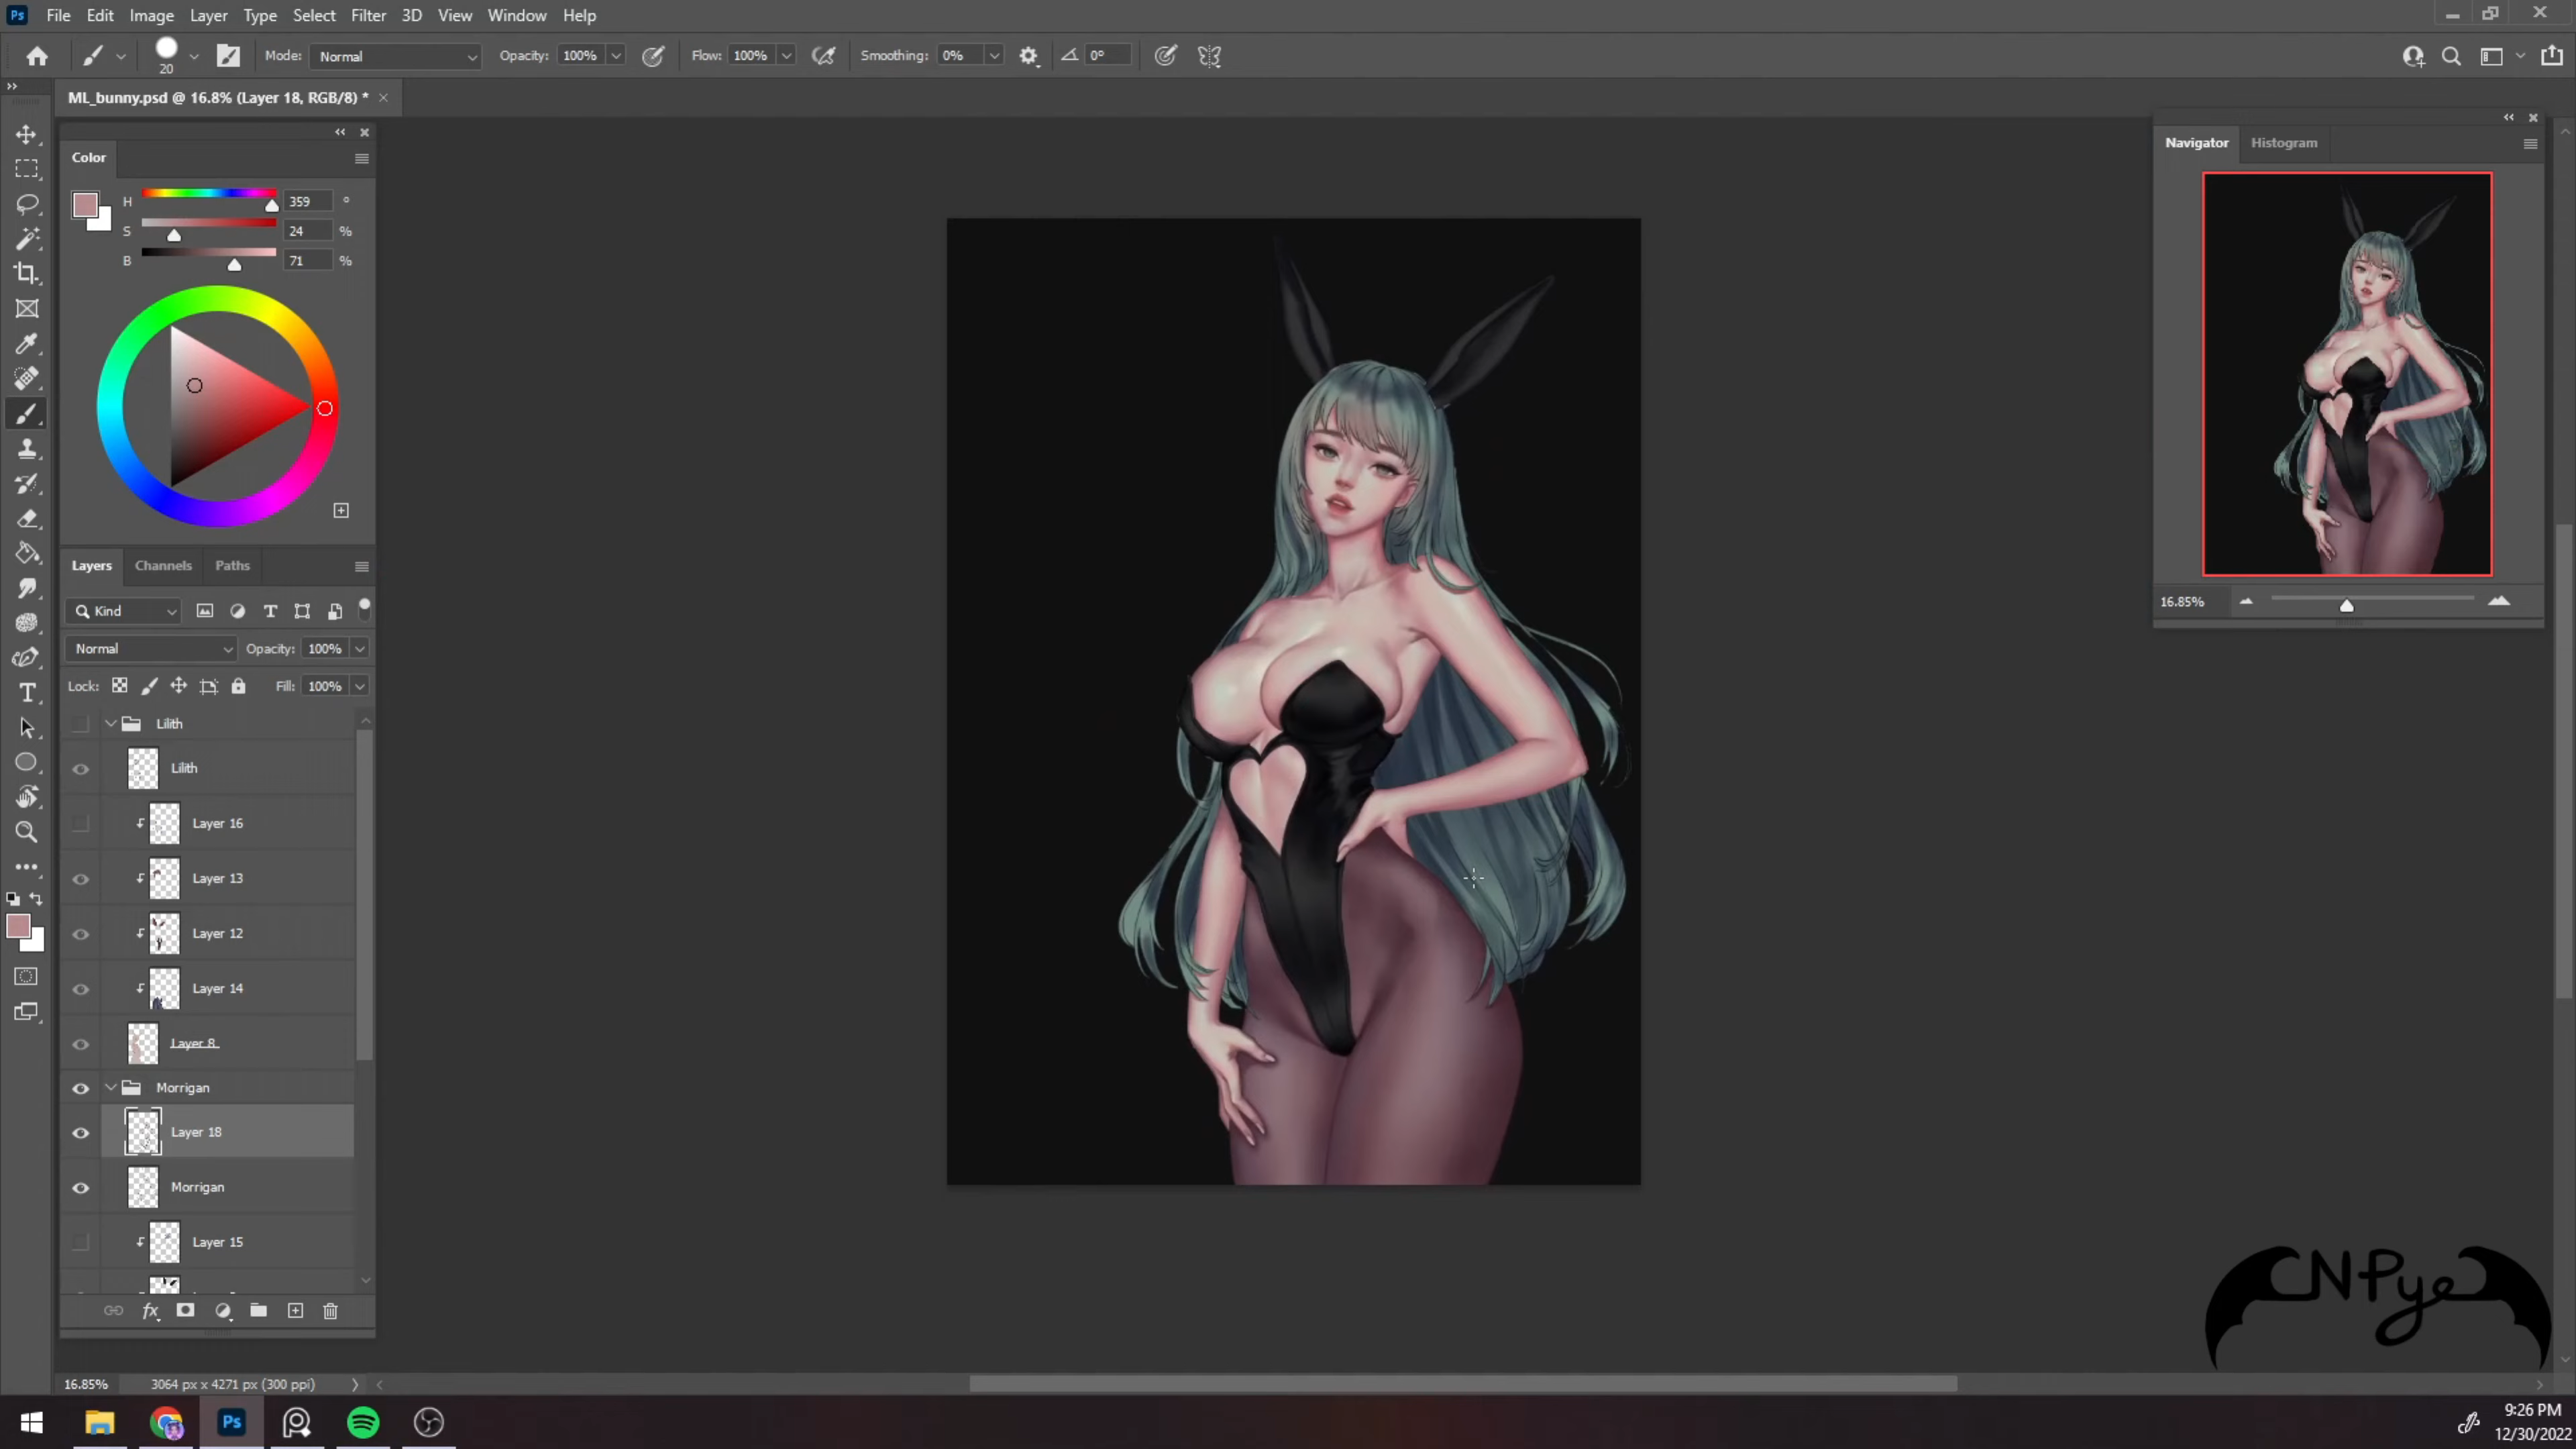 Ps File Edit Image Layer Type Select Filter 3D View Window Help
20 Mode: Normal Opacity: 100% Flow: 100% Smoothing: 0% 0°
ML_bunny.psd @ 16.8% (Layer 18, RGB/8) *
Color
H 359 °
S 24 %
B 71 %
Layers Channels Paths
Kind
Normal Opacity: 100%
Lock: Fill: 100%
Lilith
Lilith
Layer 16
Layer 13
Layer 12
Layer 14
Layer 8
Morrigan
Layer 18
Morrigan
Layer 15
fx
16.85% 3064 px x 4271 px (300 ppi)
Navigator Histogram
16.85%
CNPye
Ps
9:26 PM
12/30/2022